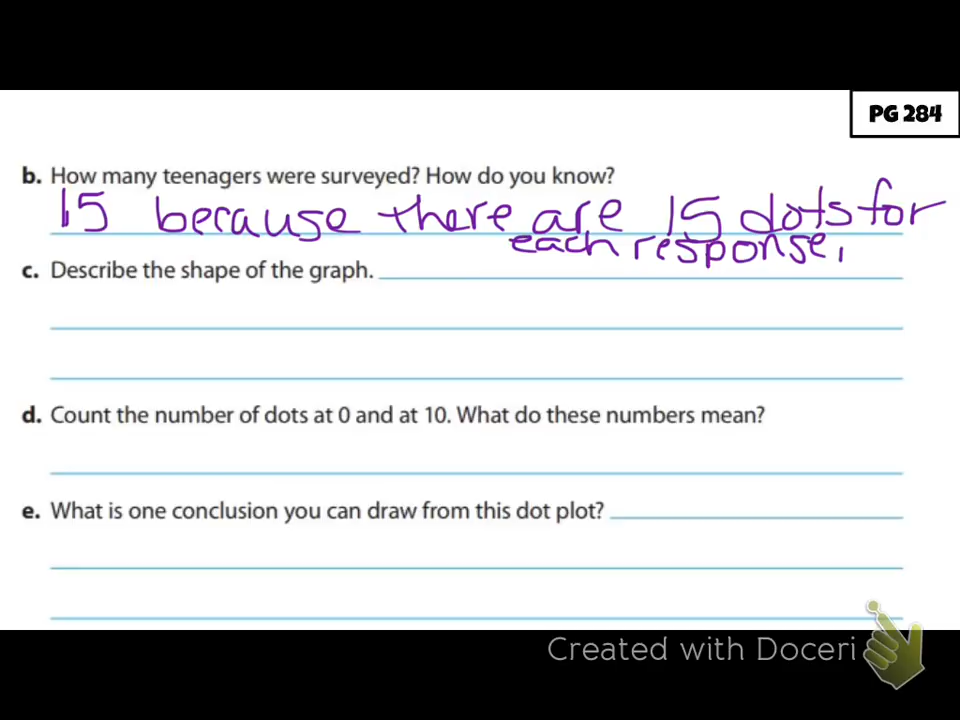 PG 284
b. How many teenagers were surveyed? How do you know?
15 because there are 15 dots for
each response.
c. Describe the shape of the graph.
d. Count the number of dots at 0 and at 10. What do these numbers mean?
e. What is one conclusion you can draw from this dot plot?
Created with Doceri